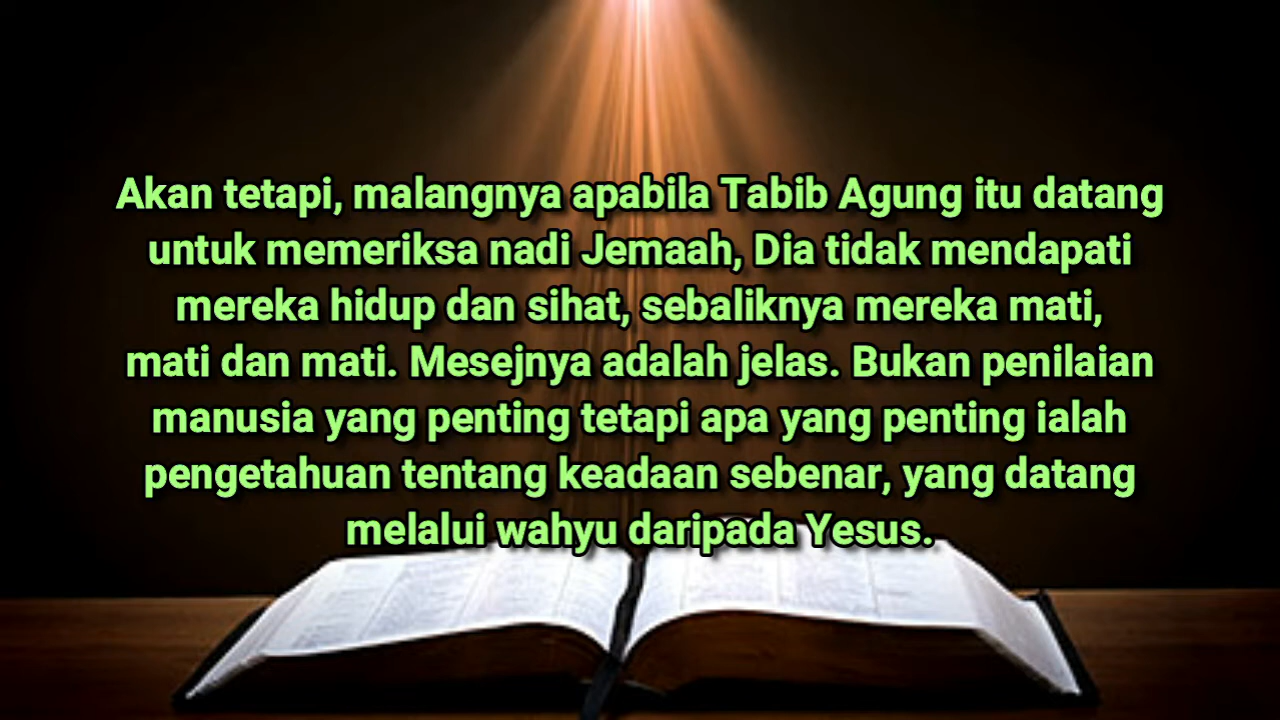 Akan tetapi, malangnya apabila Tabib Agung itu datang
untuk memeriksa nadi Jemaah, Dia tidak mendapati
mereka hidup dan sihat, sebaliknya mereka mati,
mati dan mati. Mesejnya adalah jelas. Bukan penilaian
manusia yang penting tetapi apa yang penting ialah
pengetahuan tentang keadaan sebenar, yang datang
melalui wahyu daripada Yesus.